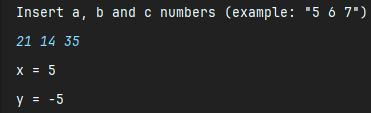 Insert a, b and c numbers (example: "5 6 7")
21 14 35
x = 5
y = -5